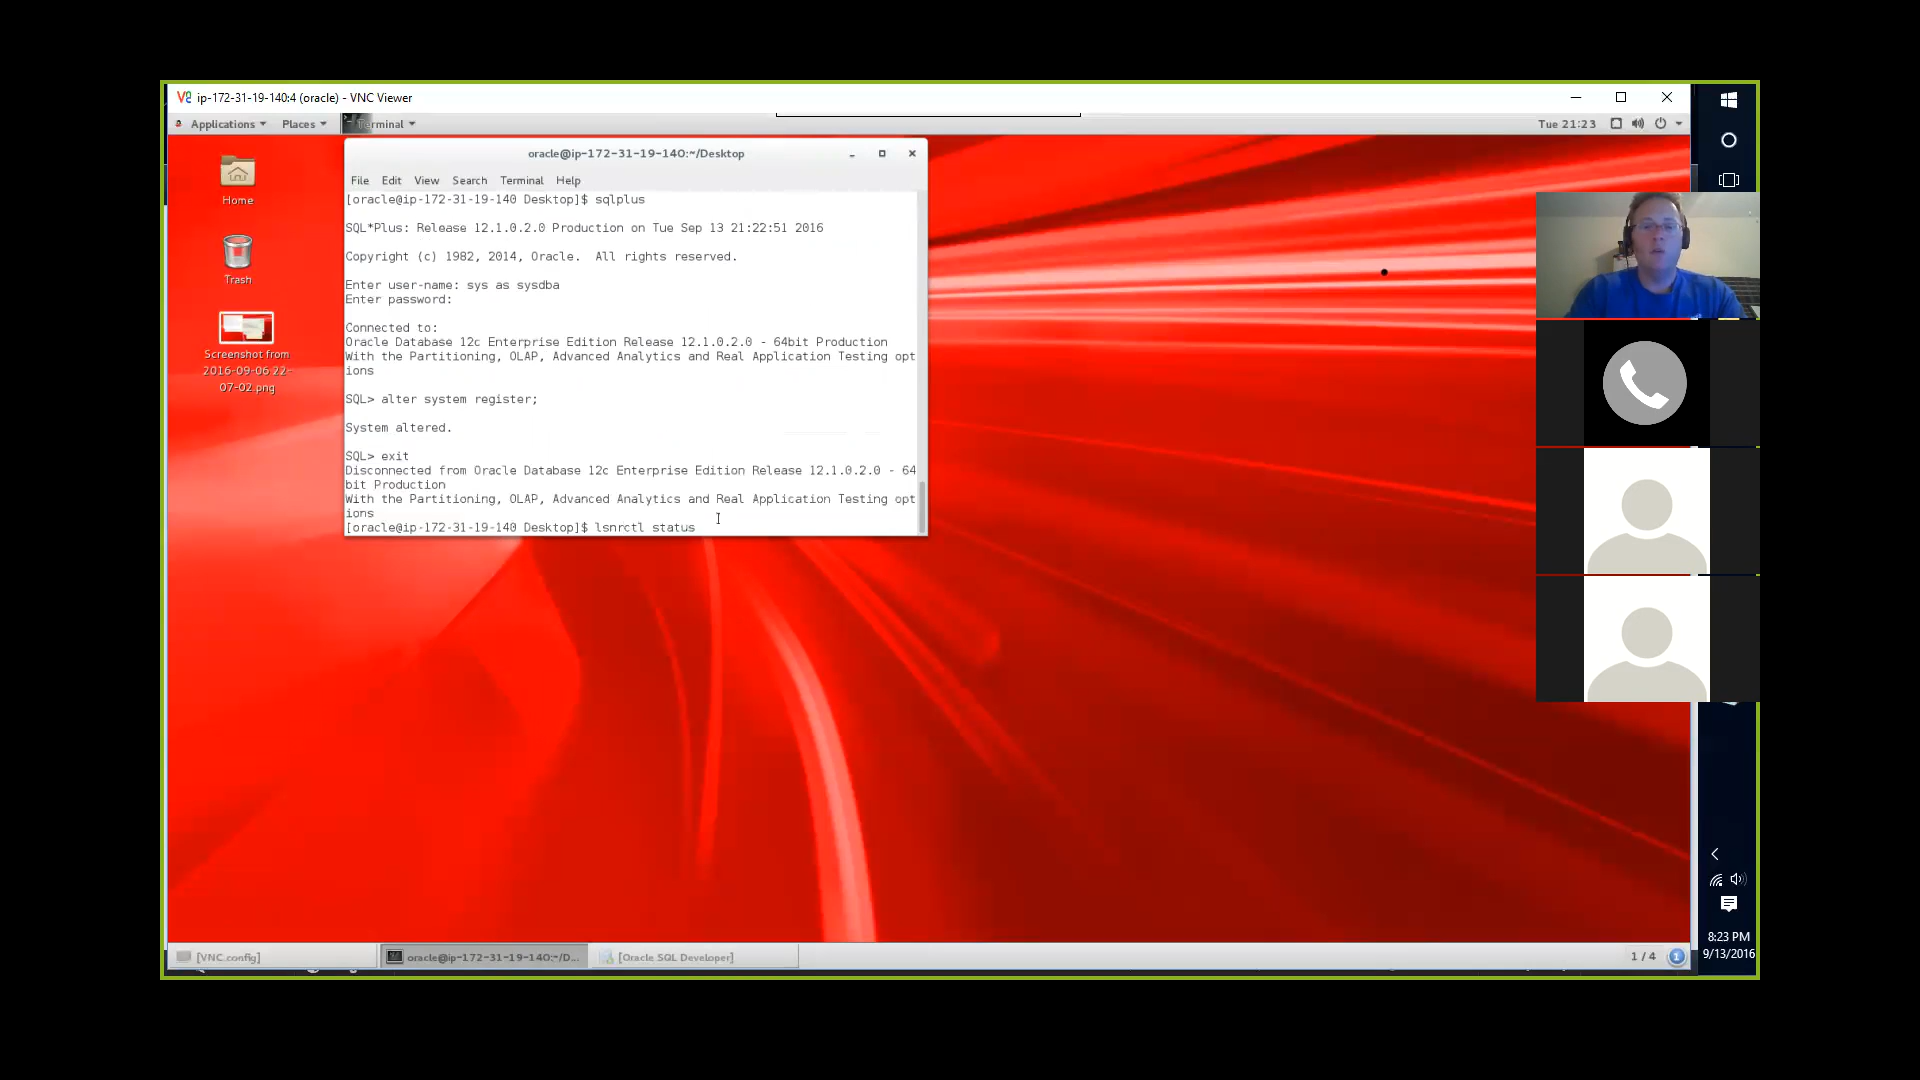 ip-172-31-19-140:4 (oracle) - VNC Viewer
Applications Places Terminal Tue 21:23
oracle@ip-172-31-19-140:~/Desktop
File Edit View Search Terminal Help
Home
Trash
Screenshot from
2016-09-06 22-
07-02.png
[oracle@ip-172-31-19-140 Desktop]$ sqlplus
SQL*Plus: Release 12.1.0.2.0 Production on Tue Sep 13 21:22:51 2016
Copyright (c) 1982, 2014, Oracle.  All rights reserved.
Enter user-name: sys as sysdba
Enter password:
Connected to:
Oracle Database 12c Enterprise Edition Release 12.1.0.2.0 - 64bit Production
With the Partitioning, OLAP, Advanced Analytics and Real Application Testing opt
ions
SQL> alter system register;
System altered.
SQL> exit
Disconnected from Oracle Database 12c Enterprise Edition Release 12.1.0.2.0 - 64
bit Production
With the Partitioning, OLAP, Advanced Analytics and Real Application Testing opt
ions
[oracle@ip-172-31-19-140 Desktop]$ lsnrctl status
[VNC config] oracle@ip-172-31-19-140:~/D... [Oracle SQL Developer] 1 / 4 1
8:23 PM
9/13/2016